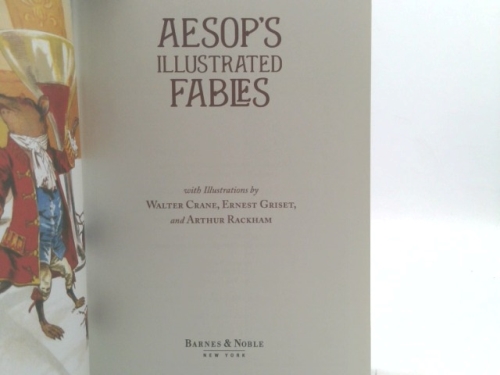 AESOP'S
ILLUSTRATED
FABLES
with Illustrations by
WALTER CRANE, ERNEST GRISET,
and ARTHUR RACKHAM
BARNES & NOBLE
NEW YORK